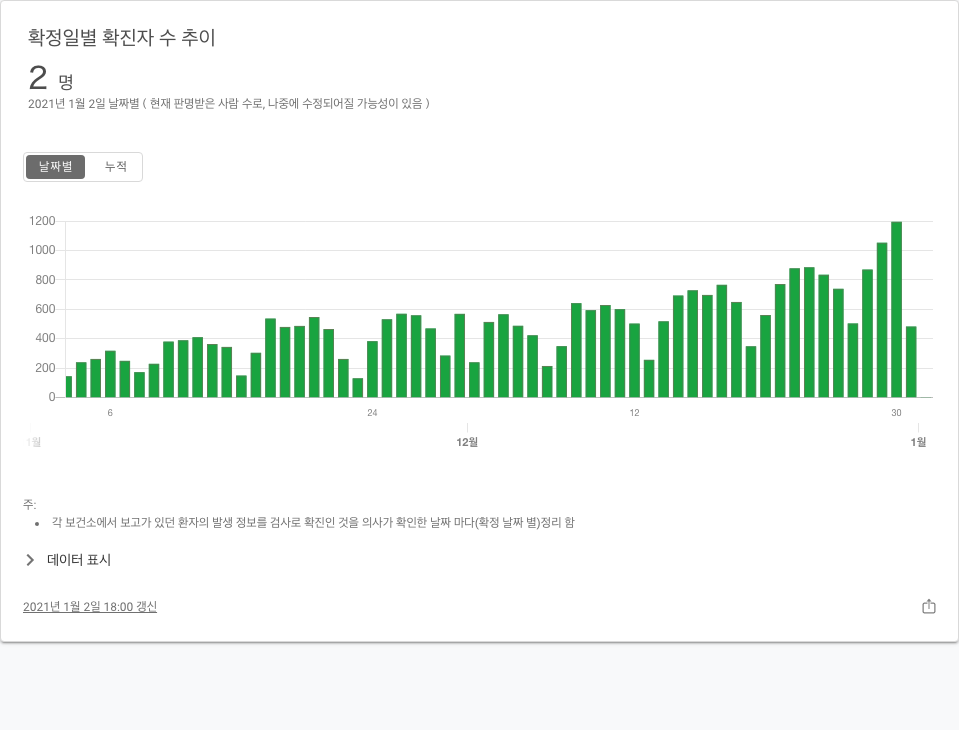 확정일별 확진자 수 추이
2 명
2021년 1월 2일 날짜별 ( 현재 판명받은 사람 수로, 나중에 수정되어질 가능성이 있음 )
날짜별 누적
1200
1000
800
600
400
200
0
6 24 12 30
1월 12월 1월
주:
• 각 보건소에서 보고가 있던 환자의 발생 정보를 검사로 확진인 것을 의사가 확인한 날짜 마다(확정 날짜 별)정리 함
데이터 표시
2021년 1월 2일 18:00 갱신